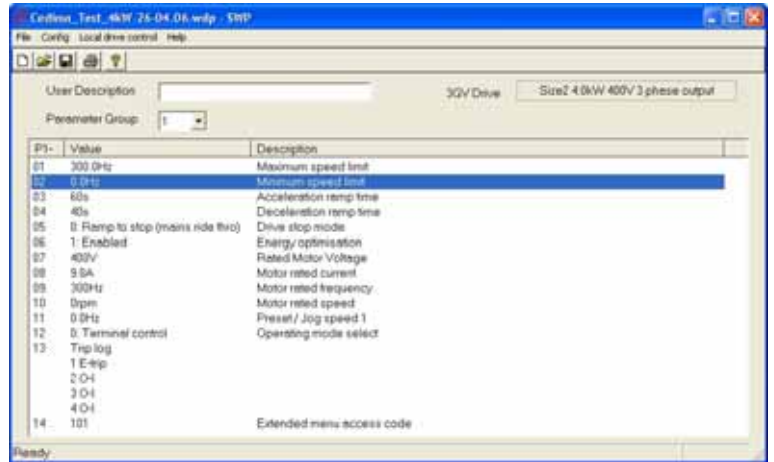 Cedima_Test_4kW 26-04.06.wdp - SWP
File Config Local drive control Help
User Description
3GV Drive Size2 4.0kW 400V 3 phase output
Parameter Group 1
P1- Value Description
01 300.0Hz Maximum speed limit
02 0.0Hz Minimum speed limit
03 60s Acceleration ramp time
04 40s Deceleration ramp time
05 0: Ramp to stop (mains ride thro) Drive stop mode
06 1: Enabled Energy optimisation
07 400V Rated Motor Voltage
08 9.0A Motor rated current
09 300Hz Motor rated frequency
10 0rpm Motor rated speed
11 0.0Hz Preset / Jog speed 1
12 0: Terminal control Operating mode select
13 Trip log
1 E-trip
2 O-I
3 O-I
4 O-I
14 101 Extended menu access code
Ready